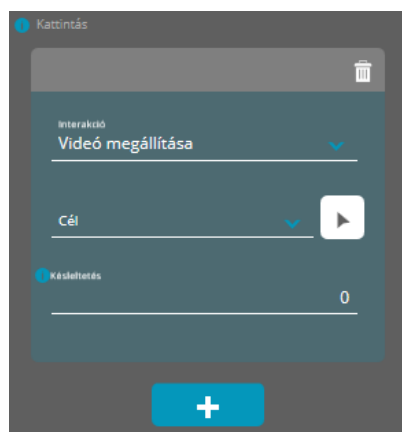 Kattintás
Interakció
Videó megállítása
Cél
Késleltetés
0